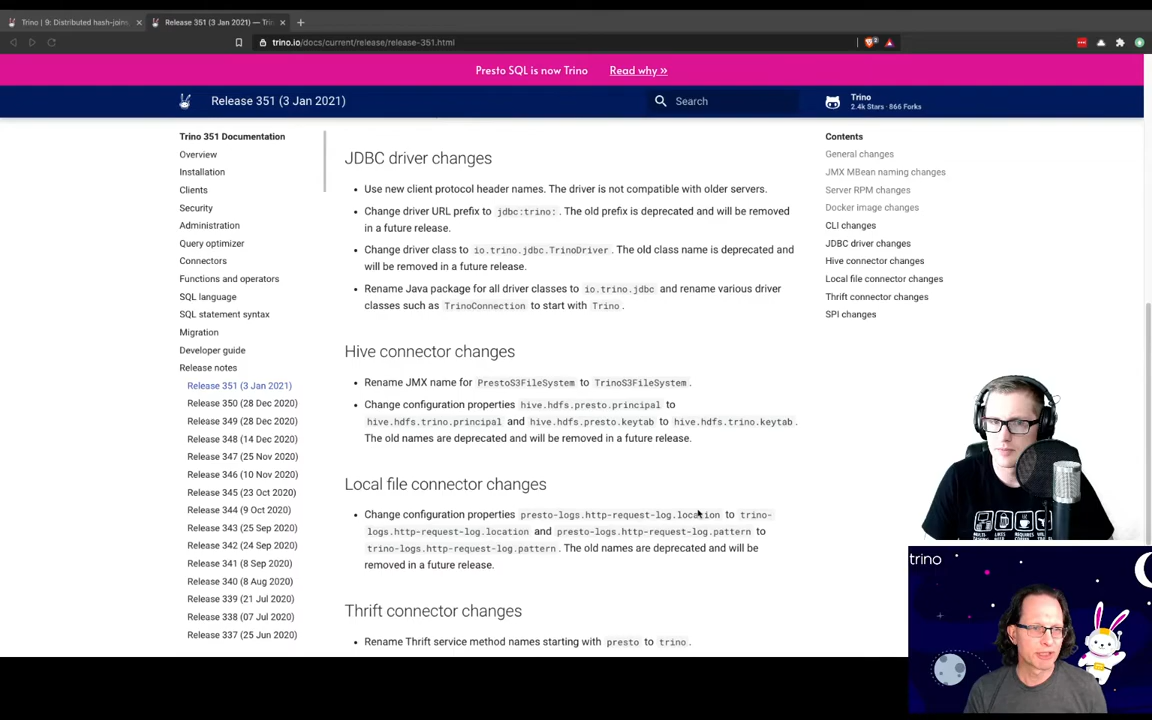 Trino | 9: Distributed hash-joins
Release 351 (3 Jan 2021) — Trin
trino.io/docs/current/release/release-351.html
Presto SQL is now Trino Read why »
Release 351 (3 Jan 2021)
Search
Trino
2.4k Stars · 866 Forks
Trino 351 Documentation
Overview
Installation
Clients
Security
Administration
Query optimizer
Connectors
Functions and operators
SQL language
SQL statement syntax
Migration
Developer guide
Release notes
Release 351 (3 Jan 2021)
Release 350 (28 Dec 2020)
Release 349 (28 Dec 2020)
Release 348 (14 Dec 2020)
Release 347 (25 Nov 2020)
Release 346 (10 Nov 2020)
Release 345 (23 Oct 2020)
Release 344 (9 Oct 2020)
Release 343 (25 Sep 2020)
Release 342 (24 Sep 2020)
Release 341 (8 Sep 2020)
Release 340 (8 Aug 2020)
Release 339 (21 Jul 2020)
Release 338 (07 Jul 2020)
Release 337 (25 Jun 2020)
JDBC driver changes
Use new client protocol header names. The driver is not compatible with older servers.
Change driver URL prefix to jdbc:trino:. The old prefix is deprecated and will be removed
in a future release.
Change driver class to io.trino.jdbc.TrinoDriver. The old class name is deprecated and
will be removed in a future release.
Rename Java package for all driver classes to io.trino.jdbc and rename various driver
classes such as TrinoConnection to start with Trino.
Hive connector changes
Rename JMX name for PrestoS3FileSystem to TrinoS3FileSystem.
Change configuration properties hive.hdfs.presto.principal to
hive.hdfs.trino.principal and hive.hdfs.presto.keytab to hive.hdfs.trino.keytab.
The old names are deprecated and will be removed in a future release.
Local file connector changes
Change configuration properties presto-logs.http-request-log.location to trino-
logs.http-request-log.location and presto-logs.http-request-log.pattern to
trino-logs.http-request-log.pattern. The old names are deprecated and will be
removed in a future release.
Thrift connector changes
Rename Thrift service method names starting with presto to trino.
Contents
General changes
JMX MBean naming changes
Server RPM changes
Docker image changes
CLI changes
JDBC driver changes
Hive connector changes
Local file connector changes
Thrift connector changes
SPI changes
trino